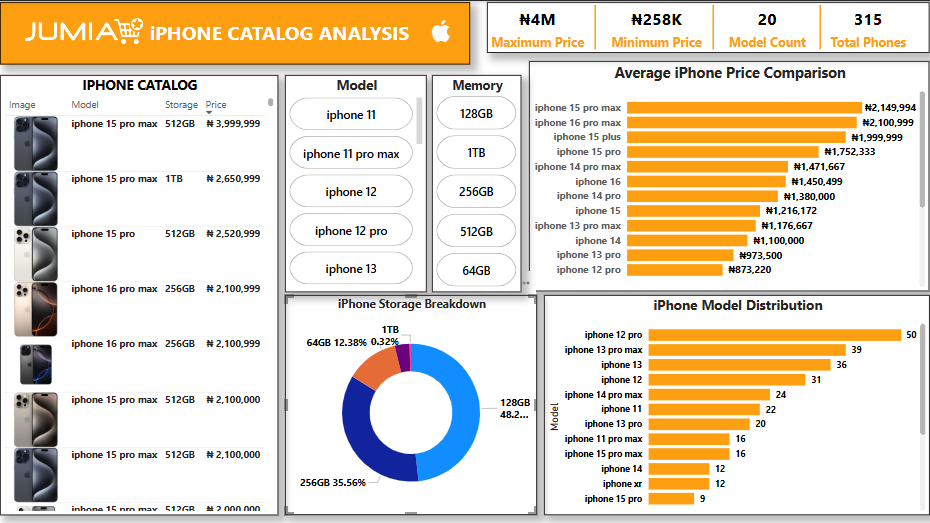 JUMIA iPHONE CATALOG ANALYSIS
₦4M
Maximum Price
₦258K
Minimum Price
20
Model Count
315
Total Phones
IPHONE CATALOG
Image Model Storage Price
iphone 15 pro max 512GB ₦ 3,999,999
iphone 15 pro max 1TB ₦ 2,650,999
iphone 15 pro 512GB ₦ 2,520,999
iphone 16 pro max 256GB ₦ 2,100,999
iphone 16 pro max 256GB ₦ 2,100,999
iphone 15 pro max 512GB ₦ 2,100,000
iphone 15 pro max 512GB ₦ 2,100,000
iphone 15 pro max 512GB ₦ 2,000,000
Model
iphone 11
iphone 11 pro max
iphone 12
iphone 12 pro
iphone 13
Memory
128GB
1TB
256GB
512GB
64GB
Average iPhone Price Comparison
iphone 15 pro max ₦2,149,994
iphone 16 pro max ₦2,100,999
iphone 15 plus ₦1,999,999
iphone 15 pro ₦1,752,333
iphone 14 pro max ₦1,471,667
iphone 16 ₦1,450,499
iphone 14 pro ₦1,380,000
iphone 15 ₦1,216,172
iphone 13 pro max ₦1,176,667
iphone 14 ₦1,100,000
iphone 13 pro ₦973,500
iphone 12 pro ₦873,220
iPhone Storage Breakdown
1TB
0.32%
64GB 12.38%
128GB
48.2...
256GB 35.56%
iPhone Model Distribution
Model
iphone 12 pro 50
iphone 13 pro max 39
iphone 13 36
iphone 12 31
iphone 14 pro max 24
iphone 11 22
iphone 13 pro 20
iphone 11 pro max 16
iphone 15 pro max 16
iphone 14 12
iphone xr 12
iphone 15 pro 9